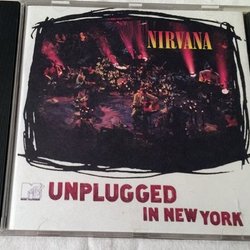 NIRVANA
MTV
UNPLUGGED
IN NEW YORK